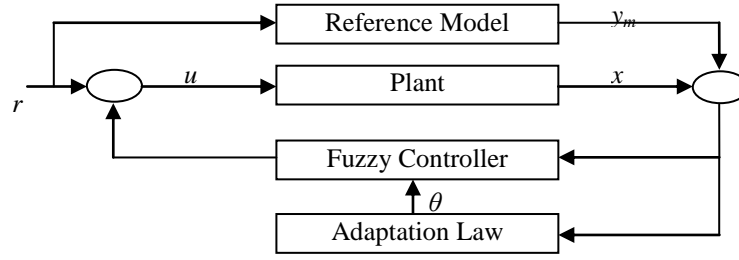 Reference Model
y_m
r
u
Plant
x
Fuzzy Controller
θ
Adaptation Law